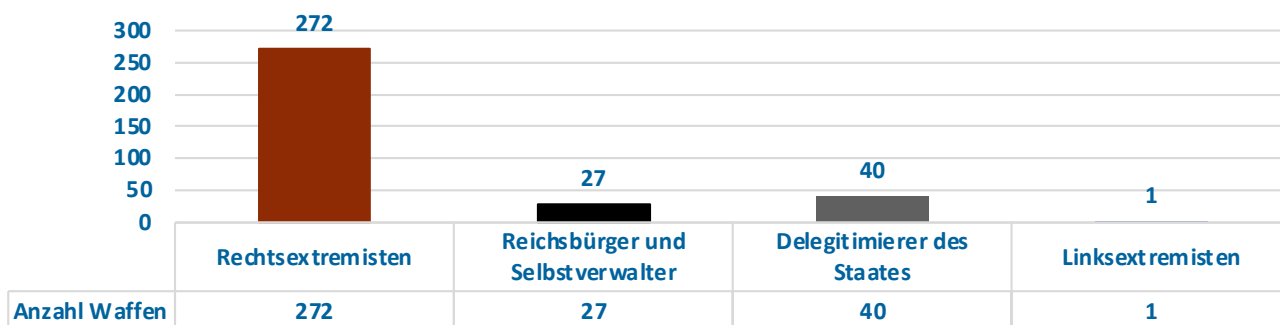 300
250
200
150
100
50
0
272
27
40
1
Rechtsextremisten
Reichsbürger und
Selbstverwalter
Delegitimierer des
Staates
Linksextremisten
Anzahl Waffen 272 27 40 1